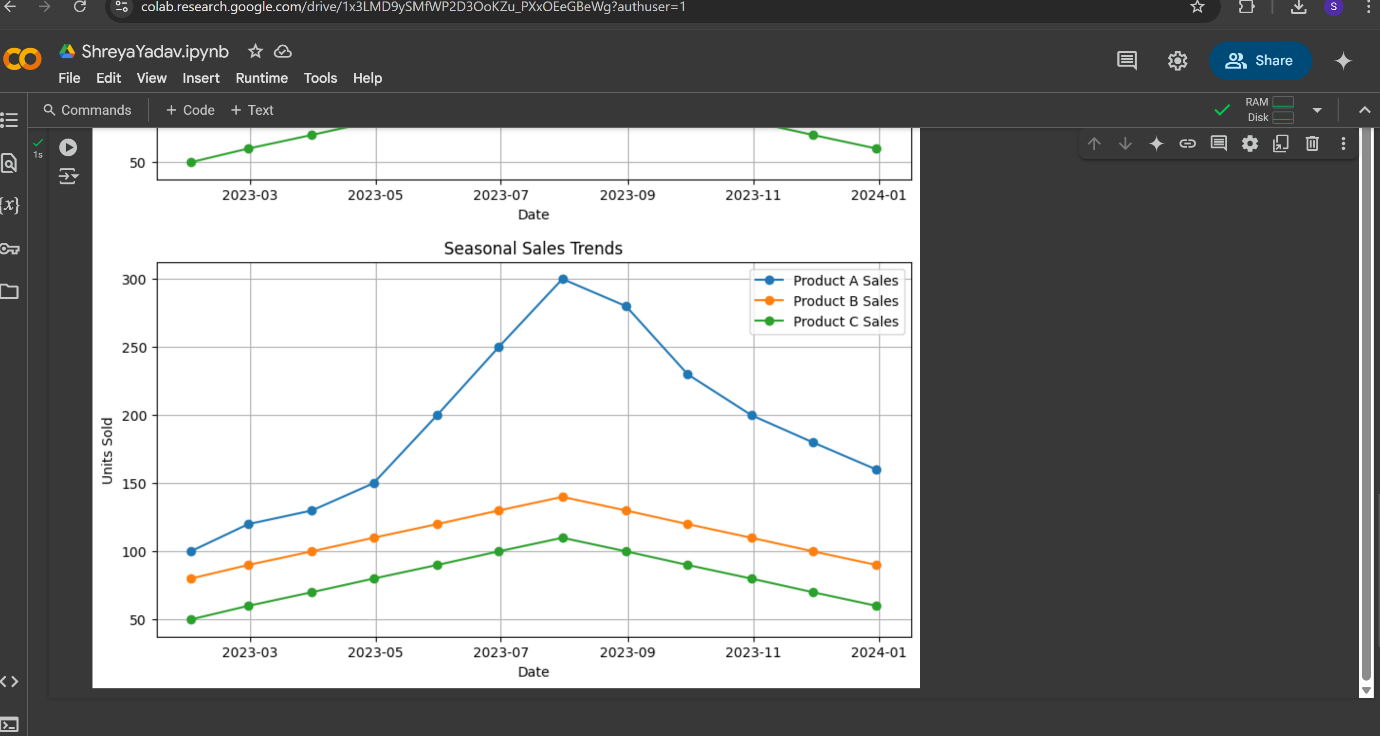 colab.research.google.com/drive/1x3LMD9ySMfWP2D3OoKZu_PXxOEeGBeWg?authuser=1
S
ShreyaYadav.ipynb
File Edit View Insert Runtime Tools Help
Share
Commands + Code + Text
RAM
Disk
1s
{x}
50
2023-03 2023-05 2023-07 2023-09 2023-11 2024-01
Date
Seasonal Sales Trends
Product A Sales
Product B Sales
Product C Sales
300
250
200
150
100
50
Units Sold
2023-03 2023-05 2023-07 2023-09 2023-11 2024-01
Date